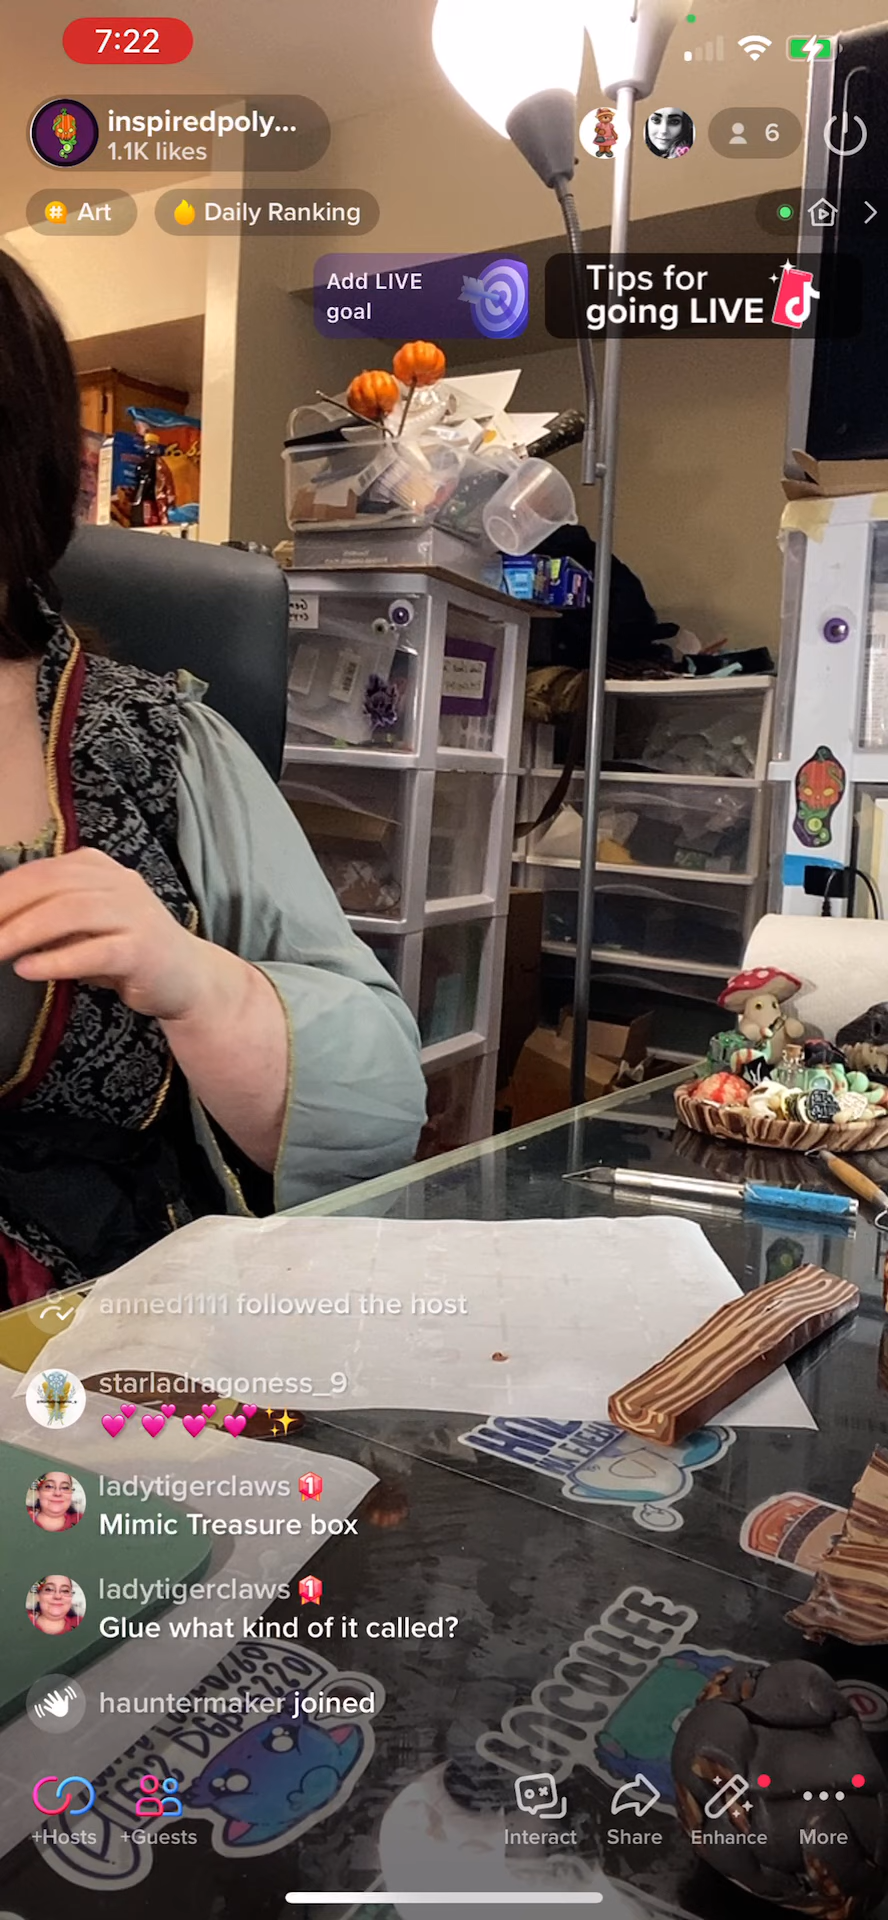 7:22
inspiredpoly...
1.1K likes
6
Art
Daily Ranking
Add LIVE
goal
Tips for
going LIVE
anned1111 followed the host
starladragoness_9
💕💕💕💕✨
ladytigerclaws 1
Mimic Treasure box
ladytigerclaws 1
Glue what kind of it called?
hauntermaker joined
+Hosts
+Guests
Interact
Share
Enhance
More